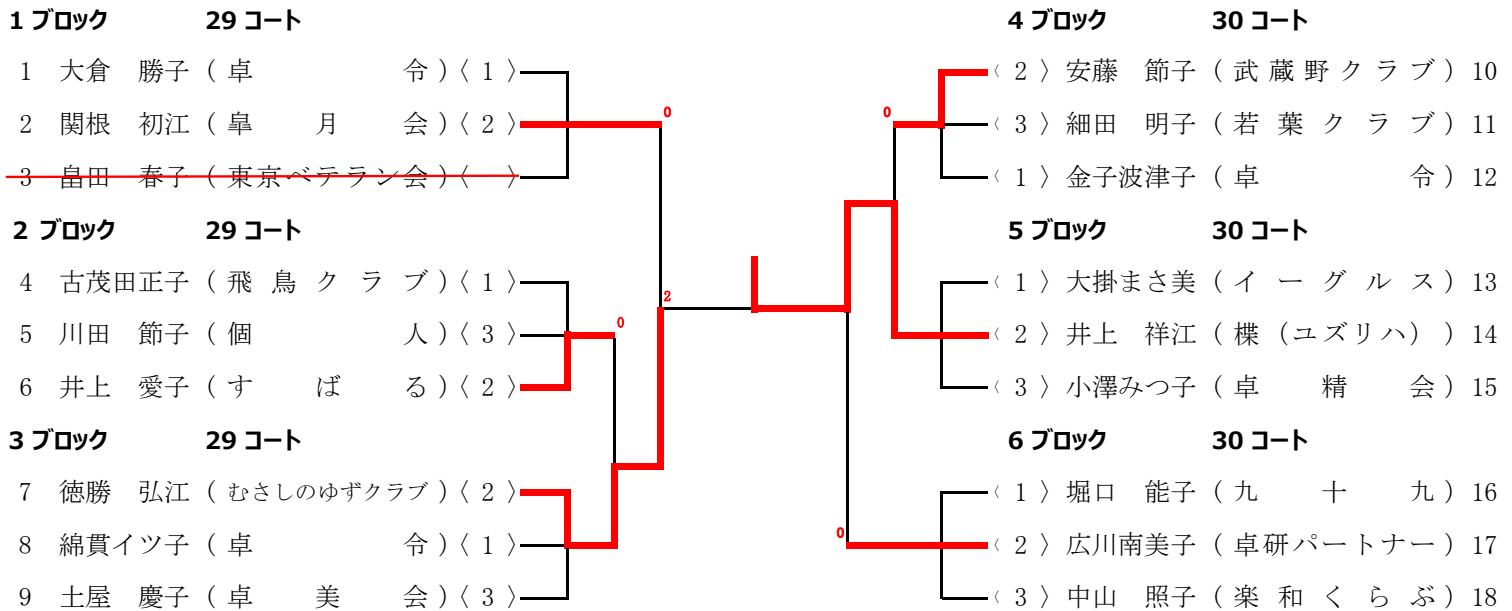 1 ブロック 29 コート
1 大倉 勝子 ( 卓 令 ) 〈 1 〉
2 関根 初江 ( 皐 月 会 ) 〈 2 〉
3 畠田 春子 ( 東京ベテラン会 ) 〈 〉
2 ブロック 29 コート
4 古茂田正子 ( 飛 鳥 ク ラ ブ ) 〈 1 〉
5 川田 節子 ( 個 人 ) 〈 3 〉
6 井上 愛子 ( す ば る ) 〈 2 〉
3 ブロック 29 コート
7 徳勝 弘江 ( むさしのゆずクラブ ) 〈 2 〉
8 綿貫イツ子 ( 卓 令 ) 〈 1 〉
9 土屋 慶子 ( 卓 美 会 ) 〈 3 〉
0
0
2
0
0
4 ブロック 30 コート
〈 2 〉 安藤 節子 ( 武 蔵 野 ク ラ ブ ) 10
〈 3 〉 細田 明子 ( 若 葉 ク ラ ブ ) 11
〈 1 〉 金子波津子 ( 卓 令 ) 12
5 ブロック 30 コート
〈 1 〉 大掛まさ美 ( イ ー グ ル ス ) 13
〈 2 〉 井上 祥江 ( 楪 （ユズリハ） ) 14
〈 3 〉 小澤みつ子 ( 卓 精 会 ) 15
6 ブロック 30 コート
〈 1 〉 堀口 能子 ( 九 十 九 ) 16
〈 2 〉 広川南美子 ( 卓研パートナー ) 17
〈 3 〉 中山 照子 ( 楽 和 く ら ぶ ) 18